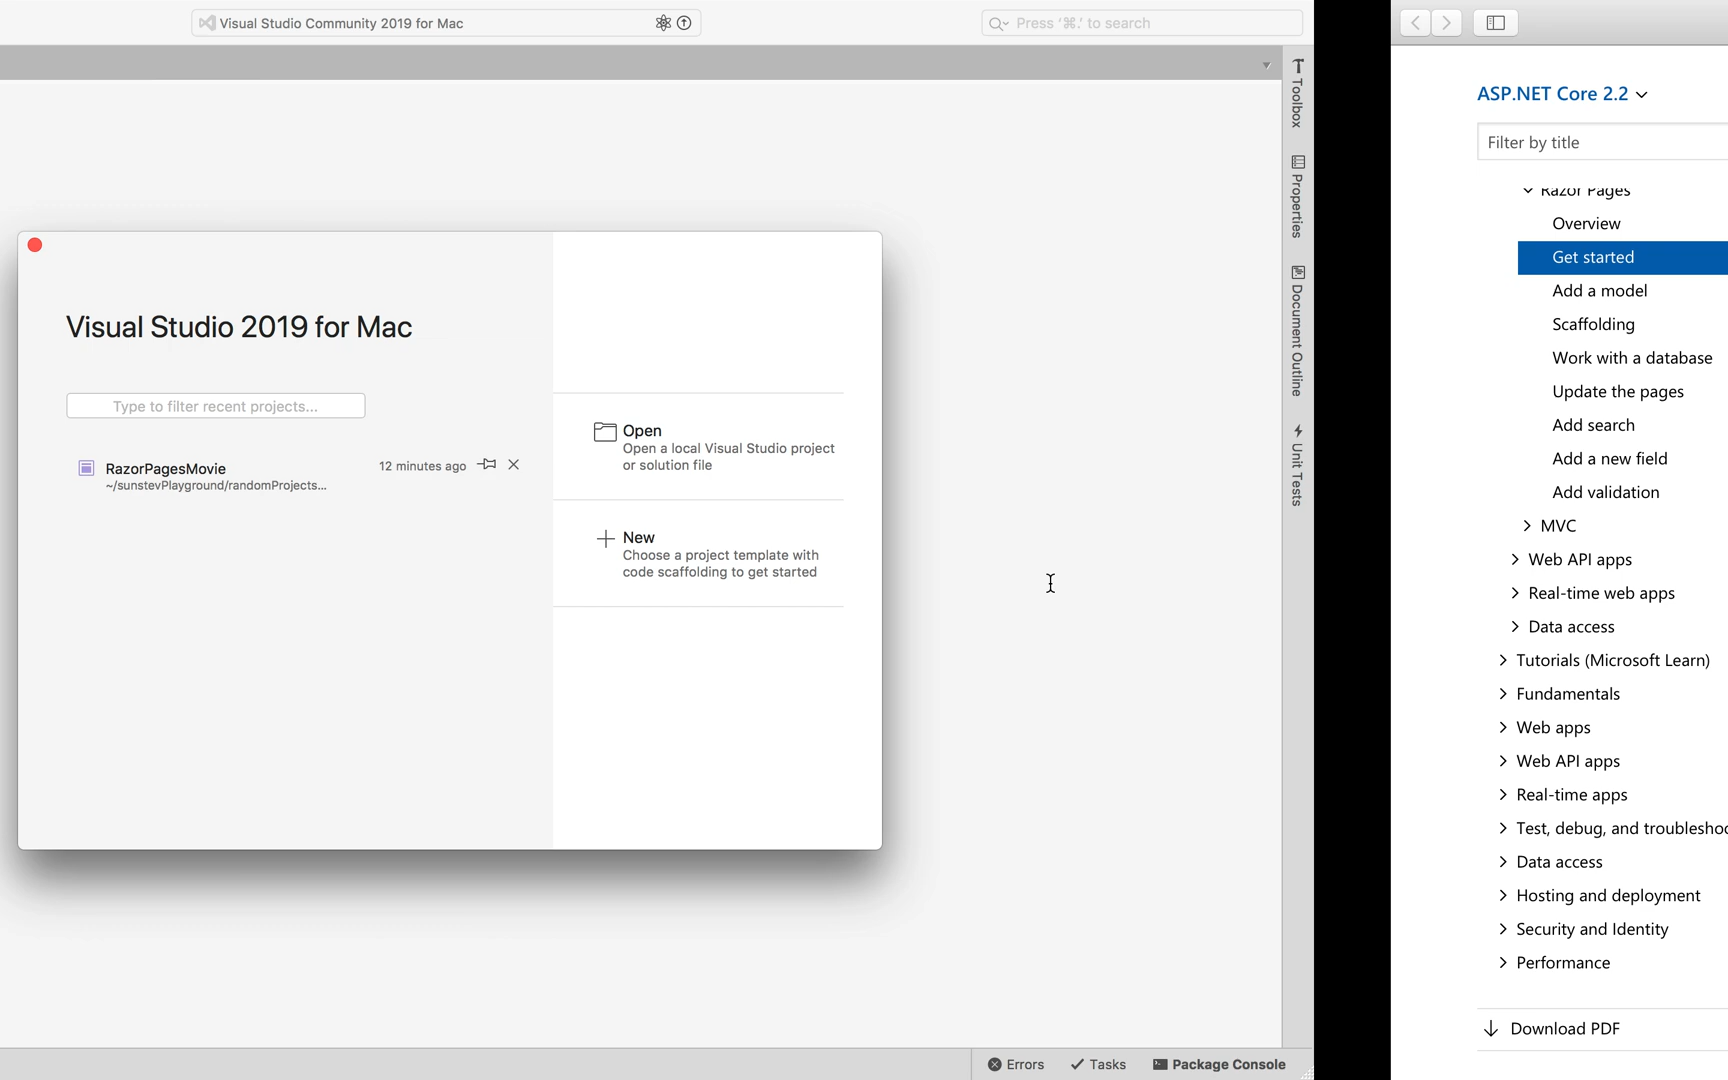 Visual Studio Community 2019 for Mac
Press ‘⌘.’ to search
Toolbox
Properties
Document Outline
Unit Tests
Visual Studio 2019 for Mac
Type to filter recent projects...
RazorPagesMovie
12 minutes ago
~/sunstevPlayground/randomProjects...
Open
Open a local Visual Studio project
or solution file
New
Choose a project template with
code scaffolding to get started
Errors
Tasks
Package Console
ASP.NET Core 2.2
Filter by title
Razor Pages
Overview
Get started
Add a model
Scaffolding
Work with a database
Update the pages
Add search
Add a new field
Add validation
MVC
Web API apps
Real-time web apps
Data access
Tutorials (Microsoft Learn)
Fundamentals
Web apps
Web API apps
Real-time apps
Test, debug, and troubleshoo
Data access
Hosting and deployment
Security and Identity
Performance
Download PDF